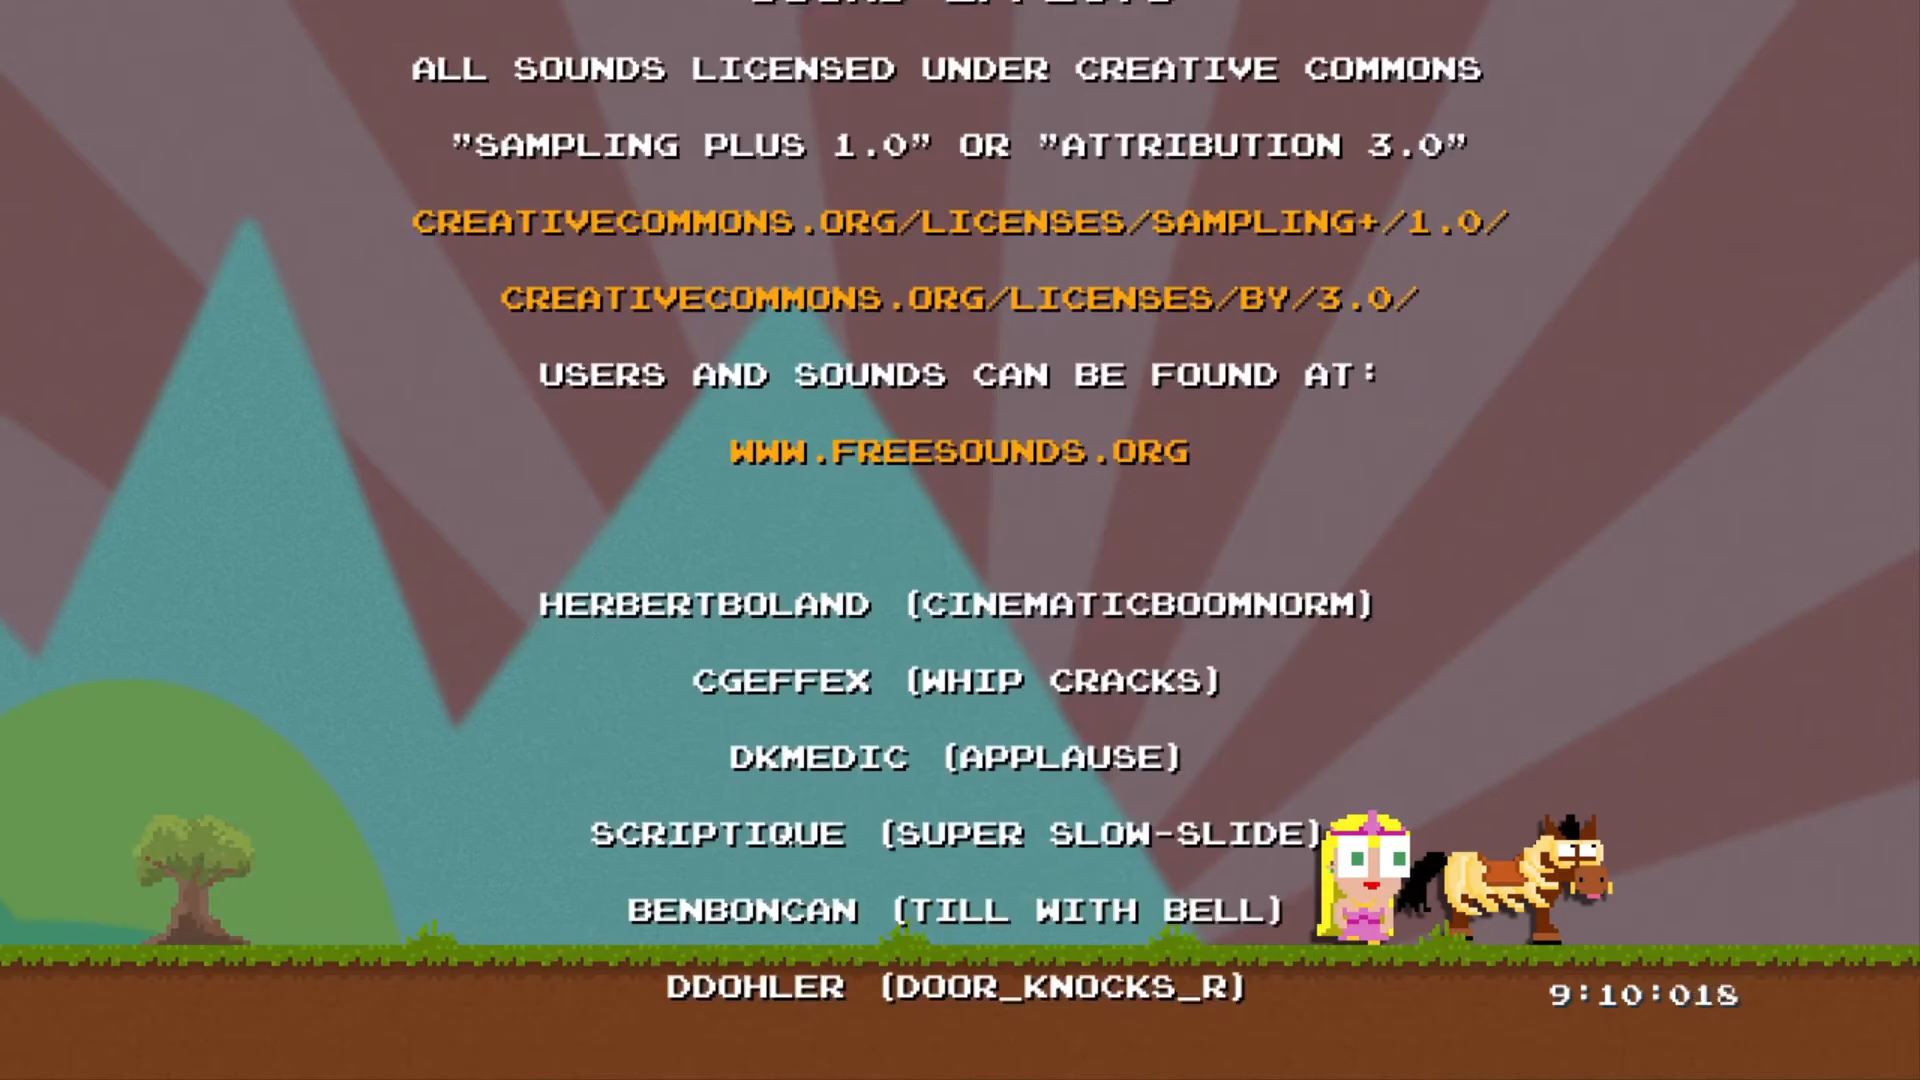 ALL SOUNDS LICENSED UNDER CREATIVE COMMONS
"SAMPLING PLUS 1.0" OR "ATTRIBUTION 3.0"
CREATIVECOMMONS.ORG/LICENSES/SAMPLING+/1.0/
CREATIVECOMMONS.ORG/LICENSES/BY/3.0/
USERS AND SOUNDS CAN BE FOUND AT:
WWW.FREESOUNDS.ORG
HERBERTBOLAND (CINEMATICBOOMNORM)
CGEFFEX (WHIP CRACKS)
DKMEDIC (APPLAUSE)
SCRIPTIQUE (SUPER SLOW-SLIDE)
BENBONCAN (TILL WITH BELL)
DDOHLER (DOOR_KNOCKS_R)
9:10:018